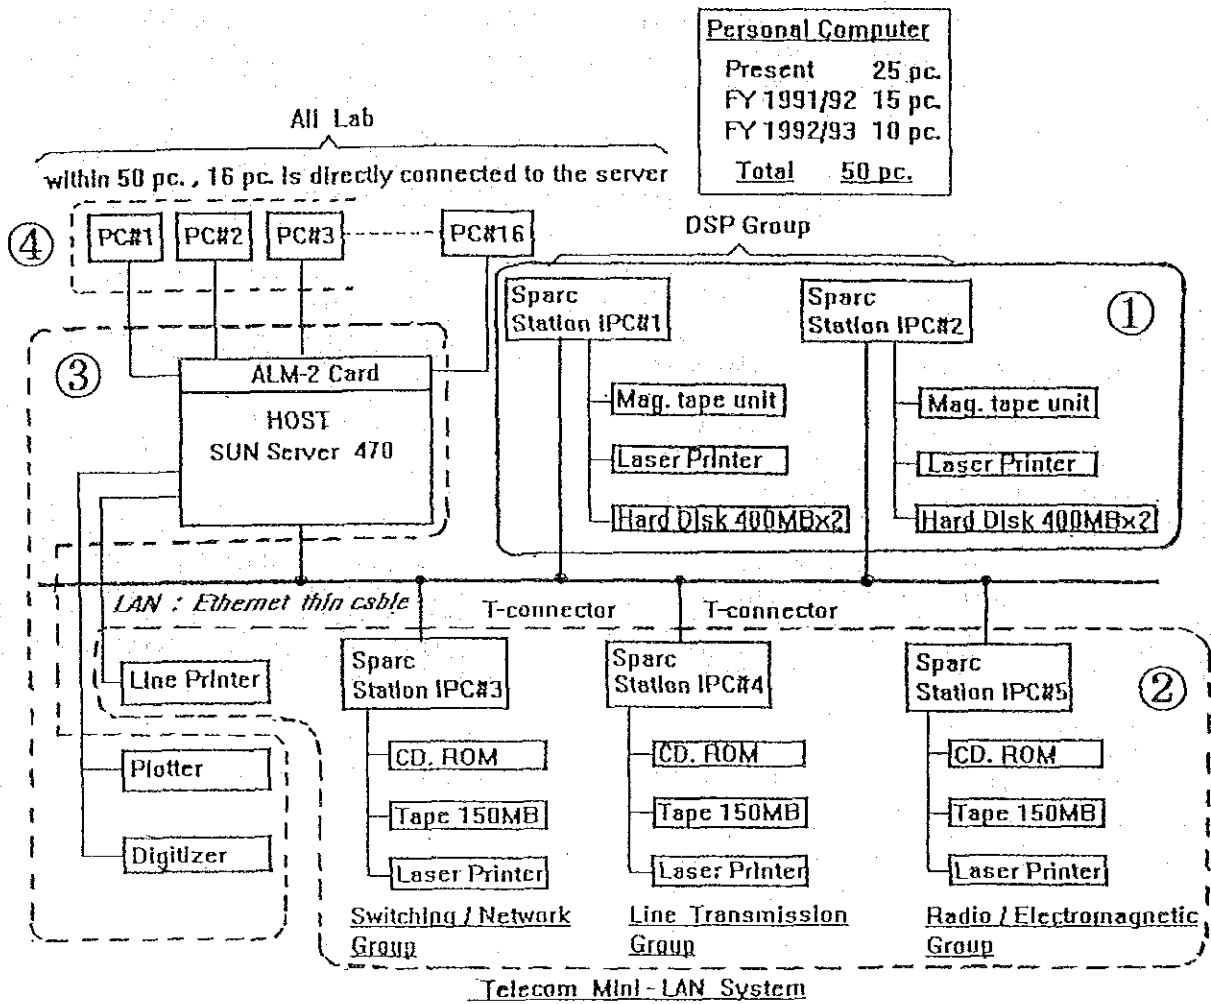 Personal Computer
Present 25 pc.
FY 1991/92 15 pc.
FY 1992/93 10 pc.
Total 50 pc.
All Lab
within 50 pc. , 16 pc. is directly connected to the server
④
PC#1
PC#2
PC#3
PC#16
DSP Group
①
Sparc
Station IPC#1
Mag. tape unit
Laser Printer
Hard Disk 400MBx2
Sparc
Station IPC#2
Mag. tape unit
Laser Printer
Hard Disk 400MBx2
③
ALM-2 Card
HOST
SUN Server 470
LAN : Ethernet thin cable
T-connector
T-connector
Line Printer
Plotter
Digitizer
②
Sparc
Station IPC#3
CD. ROM
Tape 150MB
Laser Printer
Switching / Network
Group
Sparc
Station IPC#4
CD. ROM
Tape 150MB
Laser Printer
Line Transmission
Group
Sparc
Station IPC#5
CD. ROM
Tape 150MB
Laser Printer
Radio / Electromagnetic
Group
Telecom Mini-LAN System